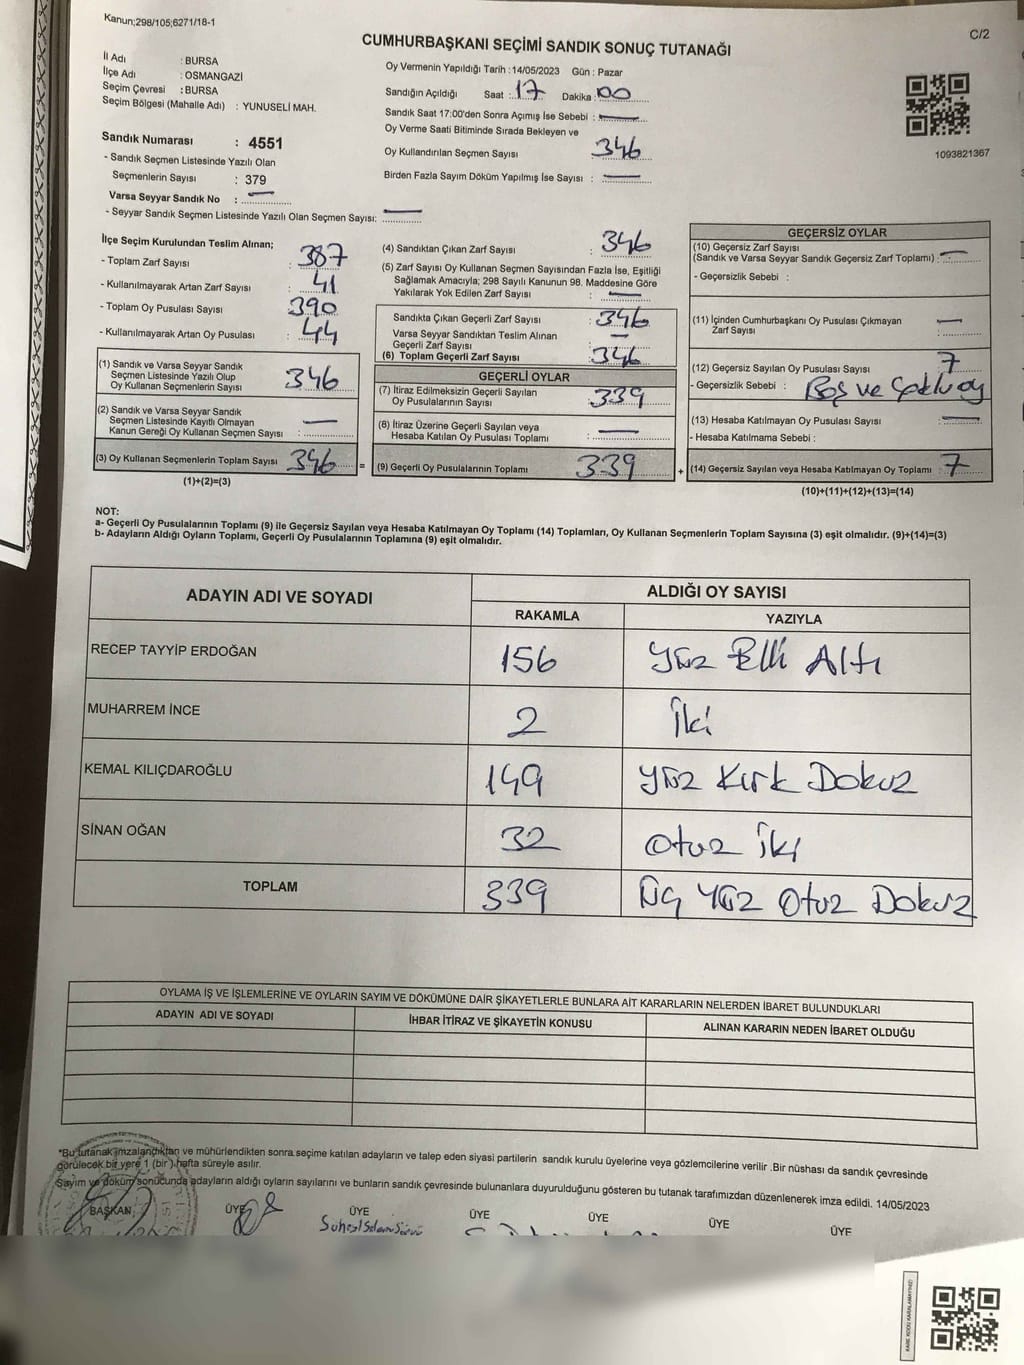 Kanun;298/105;6271/18-1
C/2
CUMHURBAŞKANI SEÇİMİ SANDIK SONUÇ TUTANAĞI
İl Adı : BURSA
İlçe Adı : OSMANGAZİ
Seçim Çevresi : BURSA
Seçim Bölgesi (Mahalle Adı) : YUNUSELİ MAH.
Sandık Numarası : 4551
- Sandık Seçmen Listesinde Yazılı Olan
Seçmenlerin Sayısı : 379
Varsa Seyyar Sandık No :
- Seyyar Sandık Seçmen Listesinde Yazılı Olan Seçmen Sayısı:
Oy Vermenin Yapıldığı Tarih :14/05/2023 Gün : Pazar
Sandığın Açıldığı Saat : 17 Dakika : 00
Sandık Saat 17:00'den Sonra Açımış İse Sebebi :
Oy Verme Saati Bitiminde Sırada Bekleyen ve
Oy Kullandırılan Seçmen Sayısı 346
Birden Fazla Sayım Döküm Yapılmış İse Sayısı :
1093821367
İlçe Seçim Kurulundan Teslim Alınan;
- Toplam Zarf Sayısı : 387
- Kullanılmayarak Artan Zarf Sayısı : 41
- Toplam Oy Pusulası Sayısı : 390
- Kullanılmayarak Artan Oy Pusulası : 44
(1) Sandık ve Varsa Seyyar Sandık
Seçmen Listesinde Yazılı Olup
Oy Kullanan Seçmenlerin Sayısı : 346
(2) Sandık ve Varsa Seyyar Sandık
Seçmen Listesinde Kayıtlı Olmayan
Kanun Gereği Oy Kullanan Seçmen Sayısı :
(3) Oy Kullanan Seçmenlerin Toplam Sayısı 346
(1)+(2)=(3)
=
(4) Sandıktan Çıkan Zarf Sayısı : 346
(5) Zarf Sayısı Oy Kullanan Seçmen Sayısından Fazla İse, Eşitliği
Sağlamak Amacıyla; 298 Sayılı Kanunun 98. Maddesine Göre
Yakılarak Yok Edilen Zarf Sayısı :
Sandıkta Çıkan Geçerli Zarf Sayısı : 346
Varsa Seyyar Sandıktan Teslim Alınan
Geçerli Zarf Sayısı :
(6) Toplam Geçerli Zarf Sayısı 346
GEÇERLİ OYLAR
(7) İtiraz Edilmeksizin Geçerli Sayılan
Oy Pusulalarının Sayısı : 339
(8) İtiraz Üzerine Geçerli Sayılan veya
Hesaba Katılan Oy Pusulası Toplamı :
(9) Geçerli Oy Pusulalarının Toplamı 339
+
GEÇERSİZ OYLAR
(10) Geçersiz Zarf Sayısı
(Sandık ve Varsa Seyyar Sandık Geçersiz Zarf Toplamı) :
- Geçersizlik Sebebi :
(11) İçinden Cumhurbaşkanı Oy Pusulası Çıkmayan
Zarf Sayısı :
(12) Geçersiz Sayılan Oy Pusulası Sayısı : 7
- Geçersizlik Sebebi : Boş ve Çoklu oy
(13) Hesaba Katılmayan Oy Pusulası Sayısı :
- Hesaba Katılmama Sebebi :
(14) Geçersiz Sayılan veya Hesaba Katılmayan Oy Toplamı 7
(10)+(11)+(12)+(13)=(14)
NOT:
a- Geçerli Oy Pusulalarının Toplamı (9) ile Geçersiz Sayılan veya Hesaba Katılmayan Oy Toplamı (14) Toplamları, Oy Kullanan Seçmenlerin Toplam Sayısına (3) eşit olmalıdır. (9)+(14)=(3)
b- Adayların Aldığı Oyların Toplamı, Geçerli Oy Pusulalarının Toplamına (9) eşit olmalıdır.
ADAYIN ADI VE SOYADI
ALDIĞI OY SAYISI
RAKAMLA YAZIYLA
RECEP TAYYİP ERDOĞAN 156 Yüz Elli Altı
MUHARREM İNCE 2 İki
KEMAL KILIÇDAROĞLU 149 Yüz Kırk Dokuz
SİNAN OĞAN 32 Otuz İki
TOPLAM 339 Üç Yüz Otuz Dokuz
OYLAMA İŞ VE İŞLEMLERİNE VE OYLARIN SAYIM VE DÖKÜMÜNE DAİR ŞİKAYETLERLE BUNLARA AİT KARARLARIN NELERDEN İBARET BULUNDUKLARI
ADAYIN ADI VE SOYADI İHBAR İTİRAZ VE ŞİKAYETİN KONUSU ALINAN KARARIN NEDEN İBARET OLDUĞU
*Bu tutanak imzalandıktan ve mühürlendikten sonra seçime katılan adayların ve talep eden siyasi partilerin sandık kurulu üyelerine veya gözlemcilerine verilir .Bir nüshası da sandık çevresinde
görülecek bir yere 1 (bir ) hafta süreyle asılır.
Sayım ve döküm sonucunda adayların aldığı oyların sayılarını ve bunların sandık çevresinde bulunanlara duyurulduğunu gösteren bu tutanak tarafımızdan düzenlenerek imza edildi. 14/05/2023
BAŞKAN ÜYE ÜYE ÜYE ÜYE ÜYE ÜYE